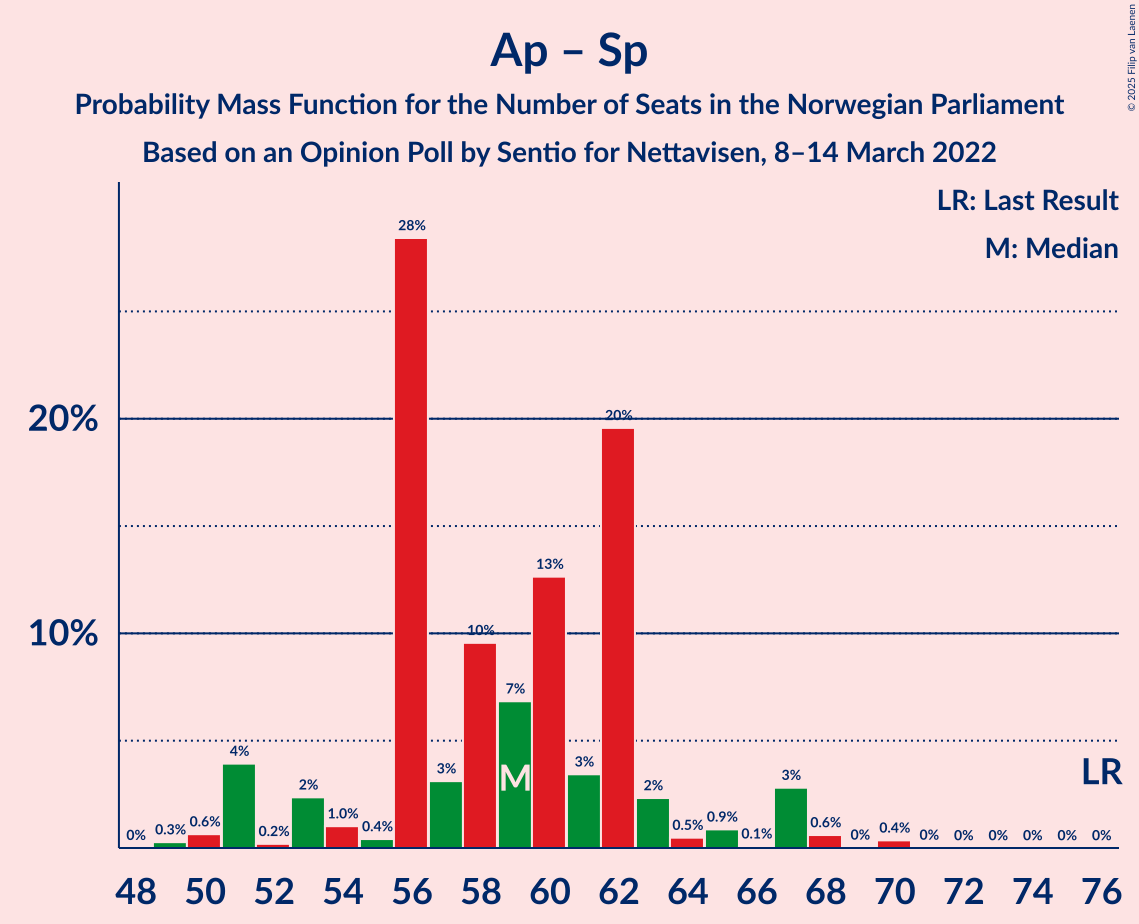 Ap – Sp
Probability Mass Function for the Number of Seats in the Norwegian Parliament
Based on an Opinion Poll by Sentio for Nettavisen, 8–14 March 2022
© 2025 Filip van Laenen
LR: Last Result
M: Median
20%
10%
0% 0.3% 0.6% 4% 0.2% 2% 1.0% 0.4% 28% 3% 10% 7% 13% 3% 20% 2% 0.5% 0.9% 0.1% 3% 0.6% 0% 0.4% 0% 0% 0% 0% 0% 0%
M
LR
48 50 52 54 56 58 60 62 64 66 68 70 72 74 76